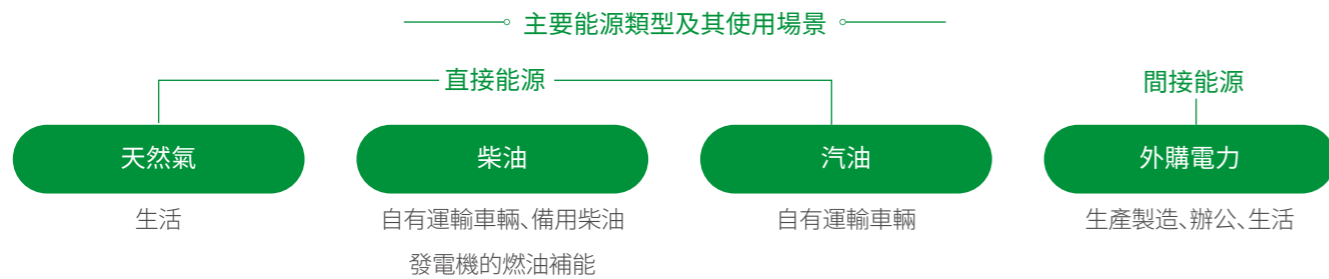 主要能源類型及其使用場景
直接能源
間接能源
天然氣
柴油
汽油
外購電力
生活
自有運輸車輛、備用柴油
發電機的燃油補能
自有運輸車輛
生產製造、辦公、生活